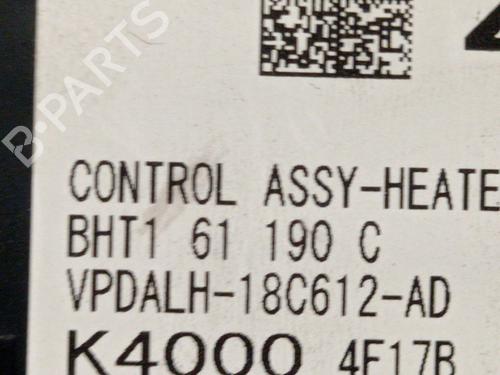 CONTROL ASSY-HEATE
BHT1 61 190 C
VPDALH-18C612-AD
K4000 4F17B
B-PARTS